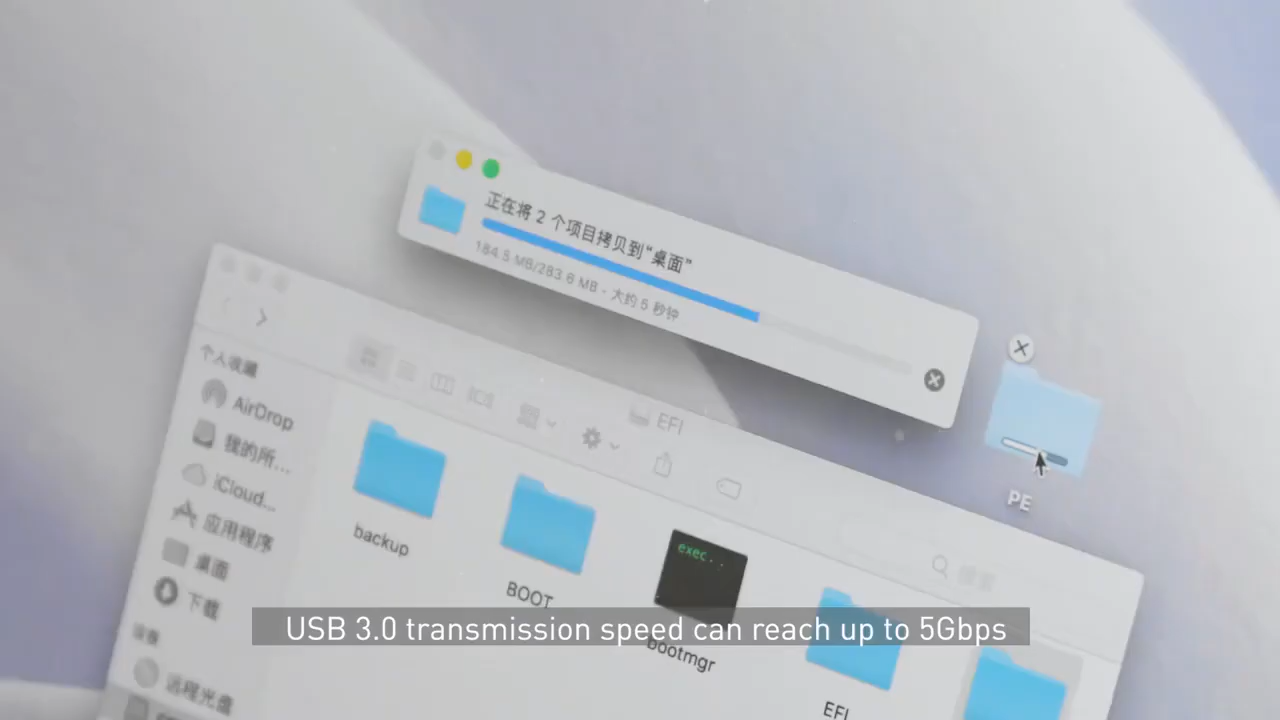 正在将 2 个项目拷贝到“桌面”
184.5 MB/283.6 MB - 大约 5 秒钟
PE
EFI
个人收藏
AirDrop
我的所...
iCloud...
应用程序
桌面
下载
设备
远程光盘
backup
BOOT
exec..
bootmgr
EFI
USB 3.0 transmission speed can reach up to 5Gbps